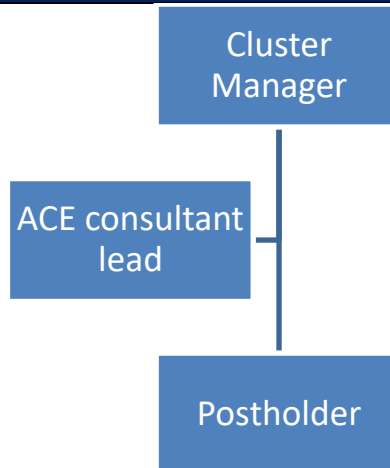 Cluster
Manager
ACE consultant
lead
Postholder